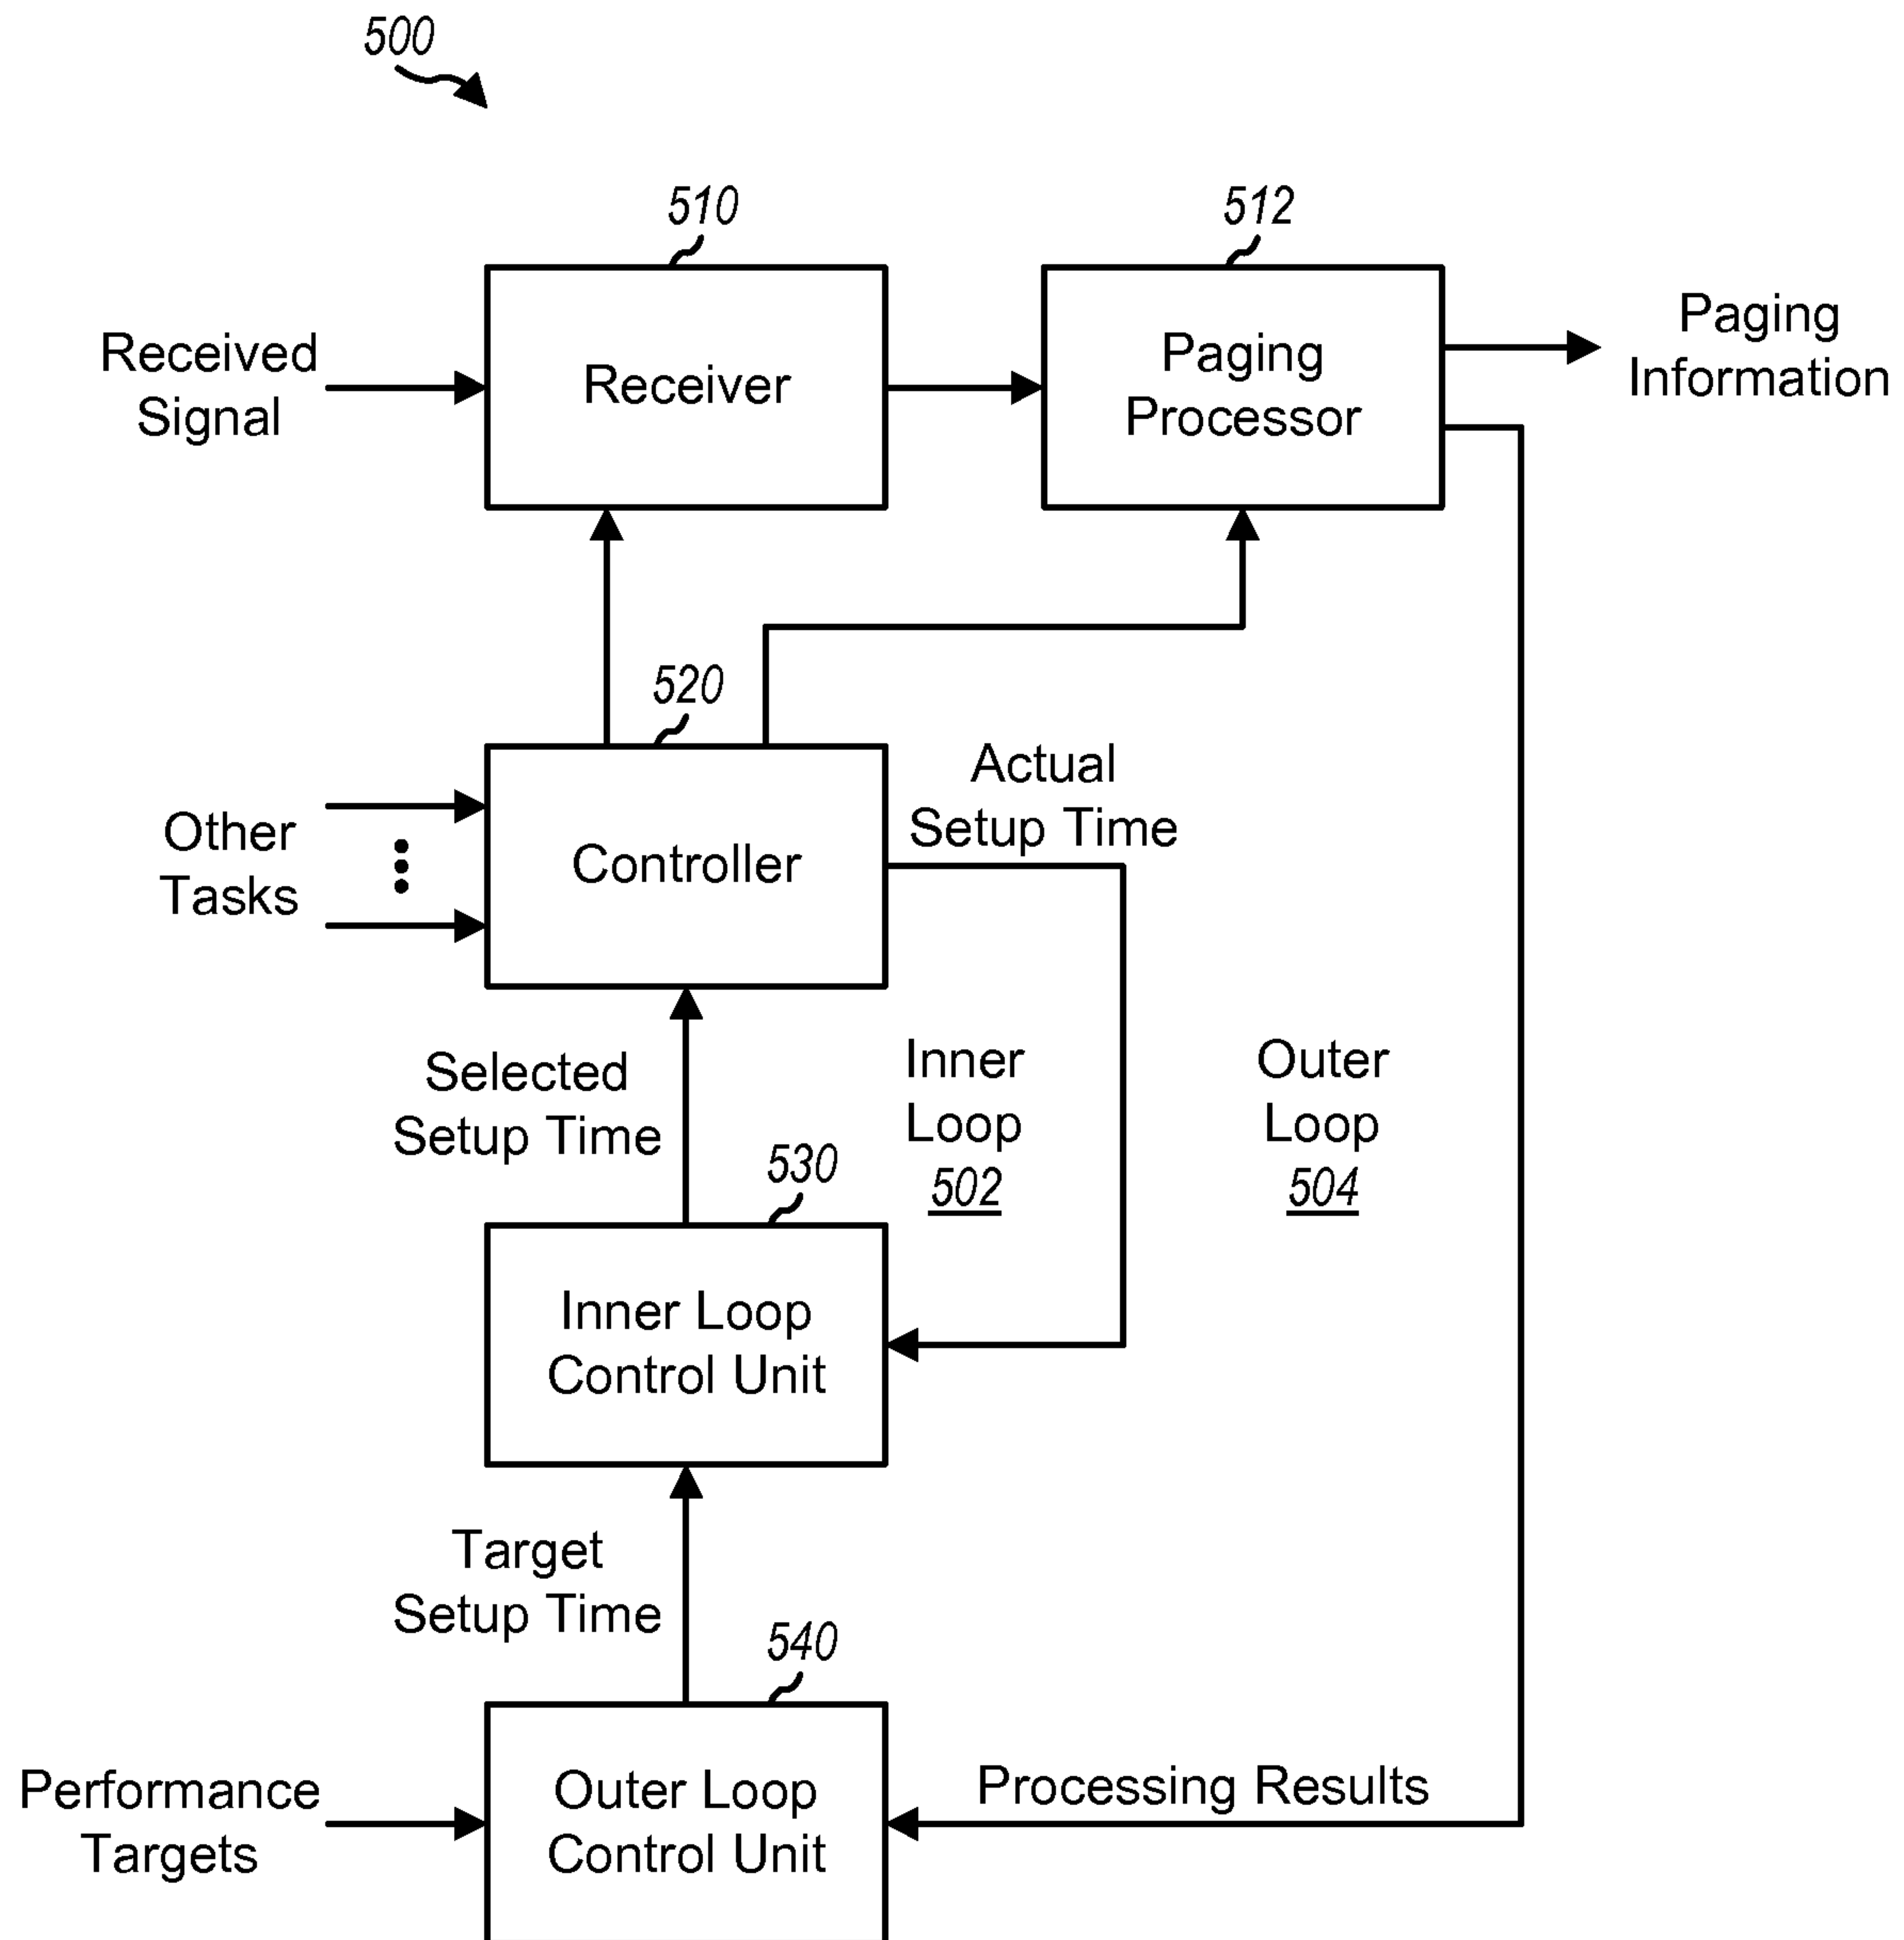 500
510
512
Received
Signal
Receiver
Paging
Processor
Paging
Information
520
Other
Tasks
Controller
Actual
Setup Time
Selected
Setup Time
Inner
Loop
502
Outer
Loop
504
530
Inner Loop
Control Unit
Target
Setup Time
540
Performance
Targets
Outer Loop
Control Unit
Processing Results